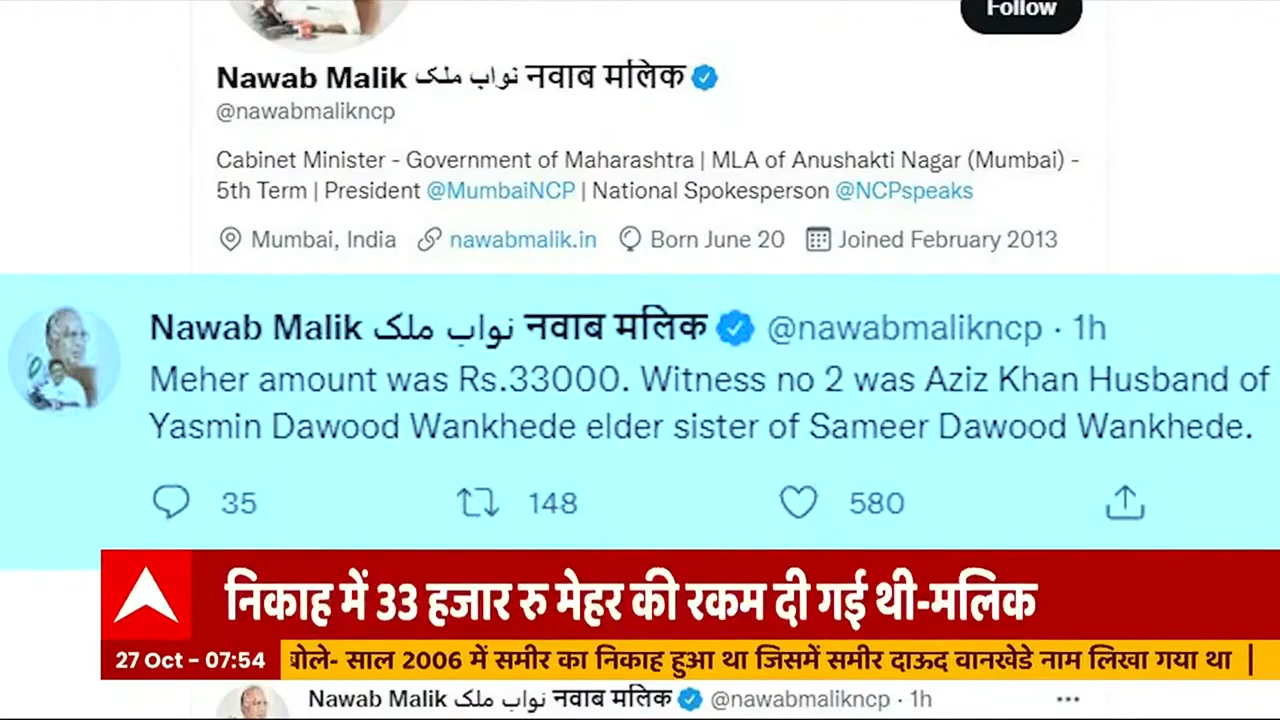 Follow
Nawab Malik نواب ملک नवाब मलिक
@nawabmalikncp
Cabinet Minister - Government of Maharashtra | MLA of Anushakti Nagar (Mumbai) -
5th Term | President @MumbaiNCP | National Spokesperson @NCPspeaks
Mumbai, India nawabmalik.in Born June 20 Joined February 2013
Nawab Malik نواب ملک नवाब मलिक @nawabmalikncp · 1h
Meher amount was Rs.33000. Witness no 2 was Aziz Khan Husband of
Yasmin Dawood Wankhede elder sister of Sameer Dawood Wankhede.
35 148 580
निकाह में 33 हजार रु मेहर की रकम दी गई थी-मलिक
27 Oct - 07:54 बोले- साल 2006 में समीर का निकाह हुआ था जिसमें समीर दाऊद वानखेडे नाम लिखा गया था |
Nawab Malik نواب ملک नवाब मलिक @nawabmalikncp · 1h